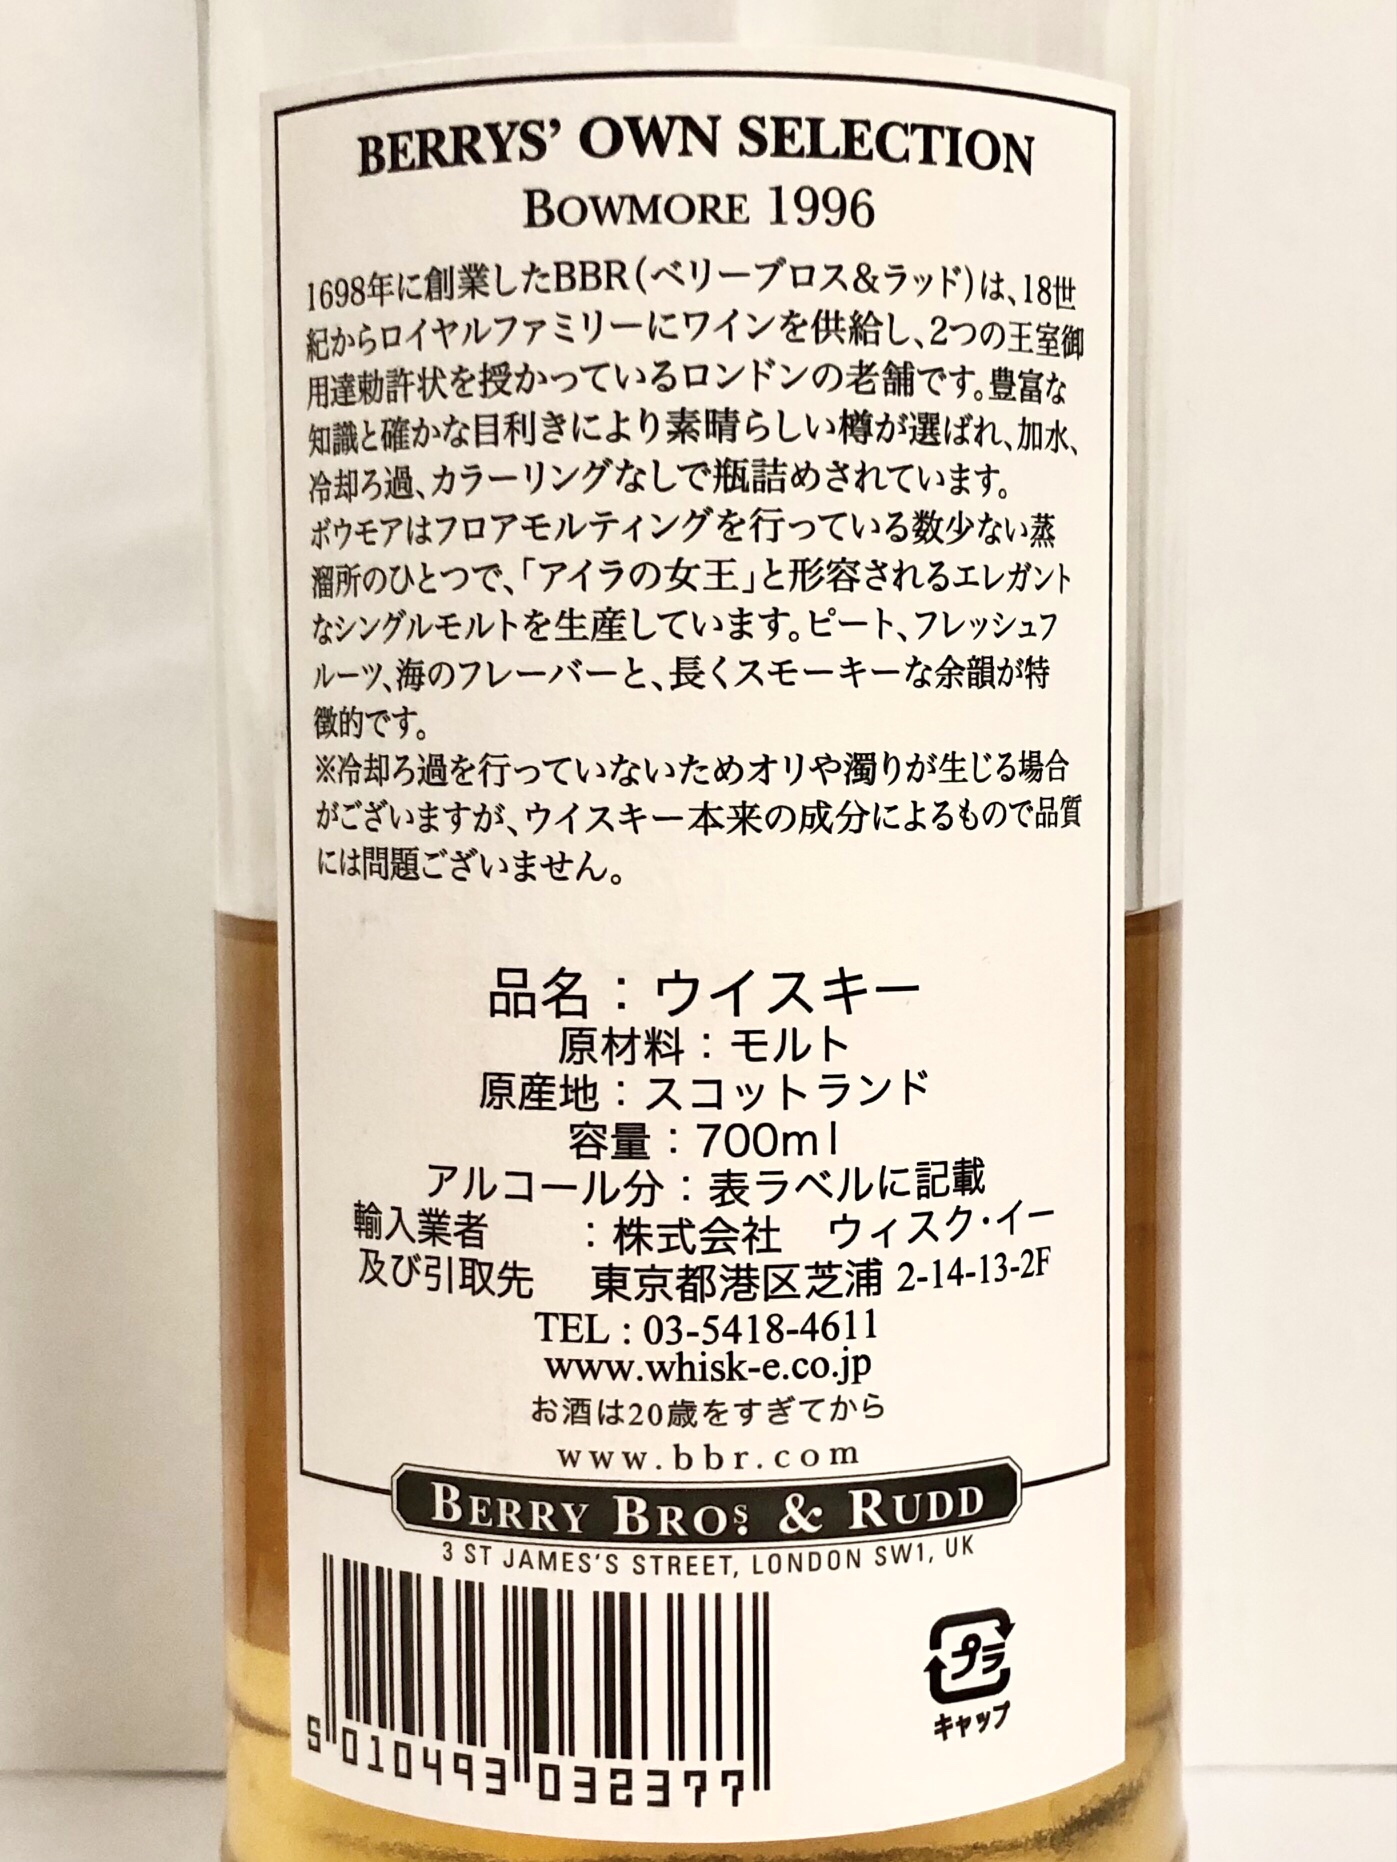 BERRYS' OWN SELECTION
BOWMORE 1996
1698年に創業したBBR(ベリーブロス&ラッド)は、18世
紀からロイヤルファミリーにワインを供給し、2つの王室御
用達勅許状を授かっているロンドンの老舗です。豊富な
知識と確かな目利きにより素晴らしい樽が選ばれ、加水、
冷却ろ過、カラーリングなしで瓶詰めされています。
ボウモアはフロアモルティングを行っている数少ない蒸
溜所のひとつで、「アイラの女王」と形容されるエレガント
なシングルモルトを生産しています。ピート、フレッシュフ
ルーツ、海のフレーバーと、長くスモーキーな余韻が特
徴的です。
※冷却ろ過を行っていないためオリや濁りが生じる場合
がございますが、ウイスキー本来の成分によるもので品質
には問題ございません。
品名：ウイスキー
原材料：モルト
原産地：スコットランド
容量：700ml
アルコール分：表ラベルに記載
輸入業者　　：株式会社　ウィスク・イー
及び引取先　東京都港区芝浦 2-14-13-2F
TEL : 03-5418-4611
www.whisk-e.co.jp
お酒は20歳をすぎてから
www.bbr.com
BERRY BROS. & RUDD
3 ST JAMES'S STREET, LONDON SW1, UK
プラ
キャップ
5 010493 032377